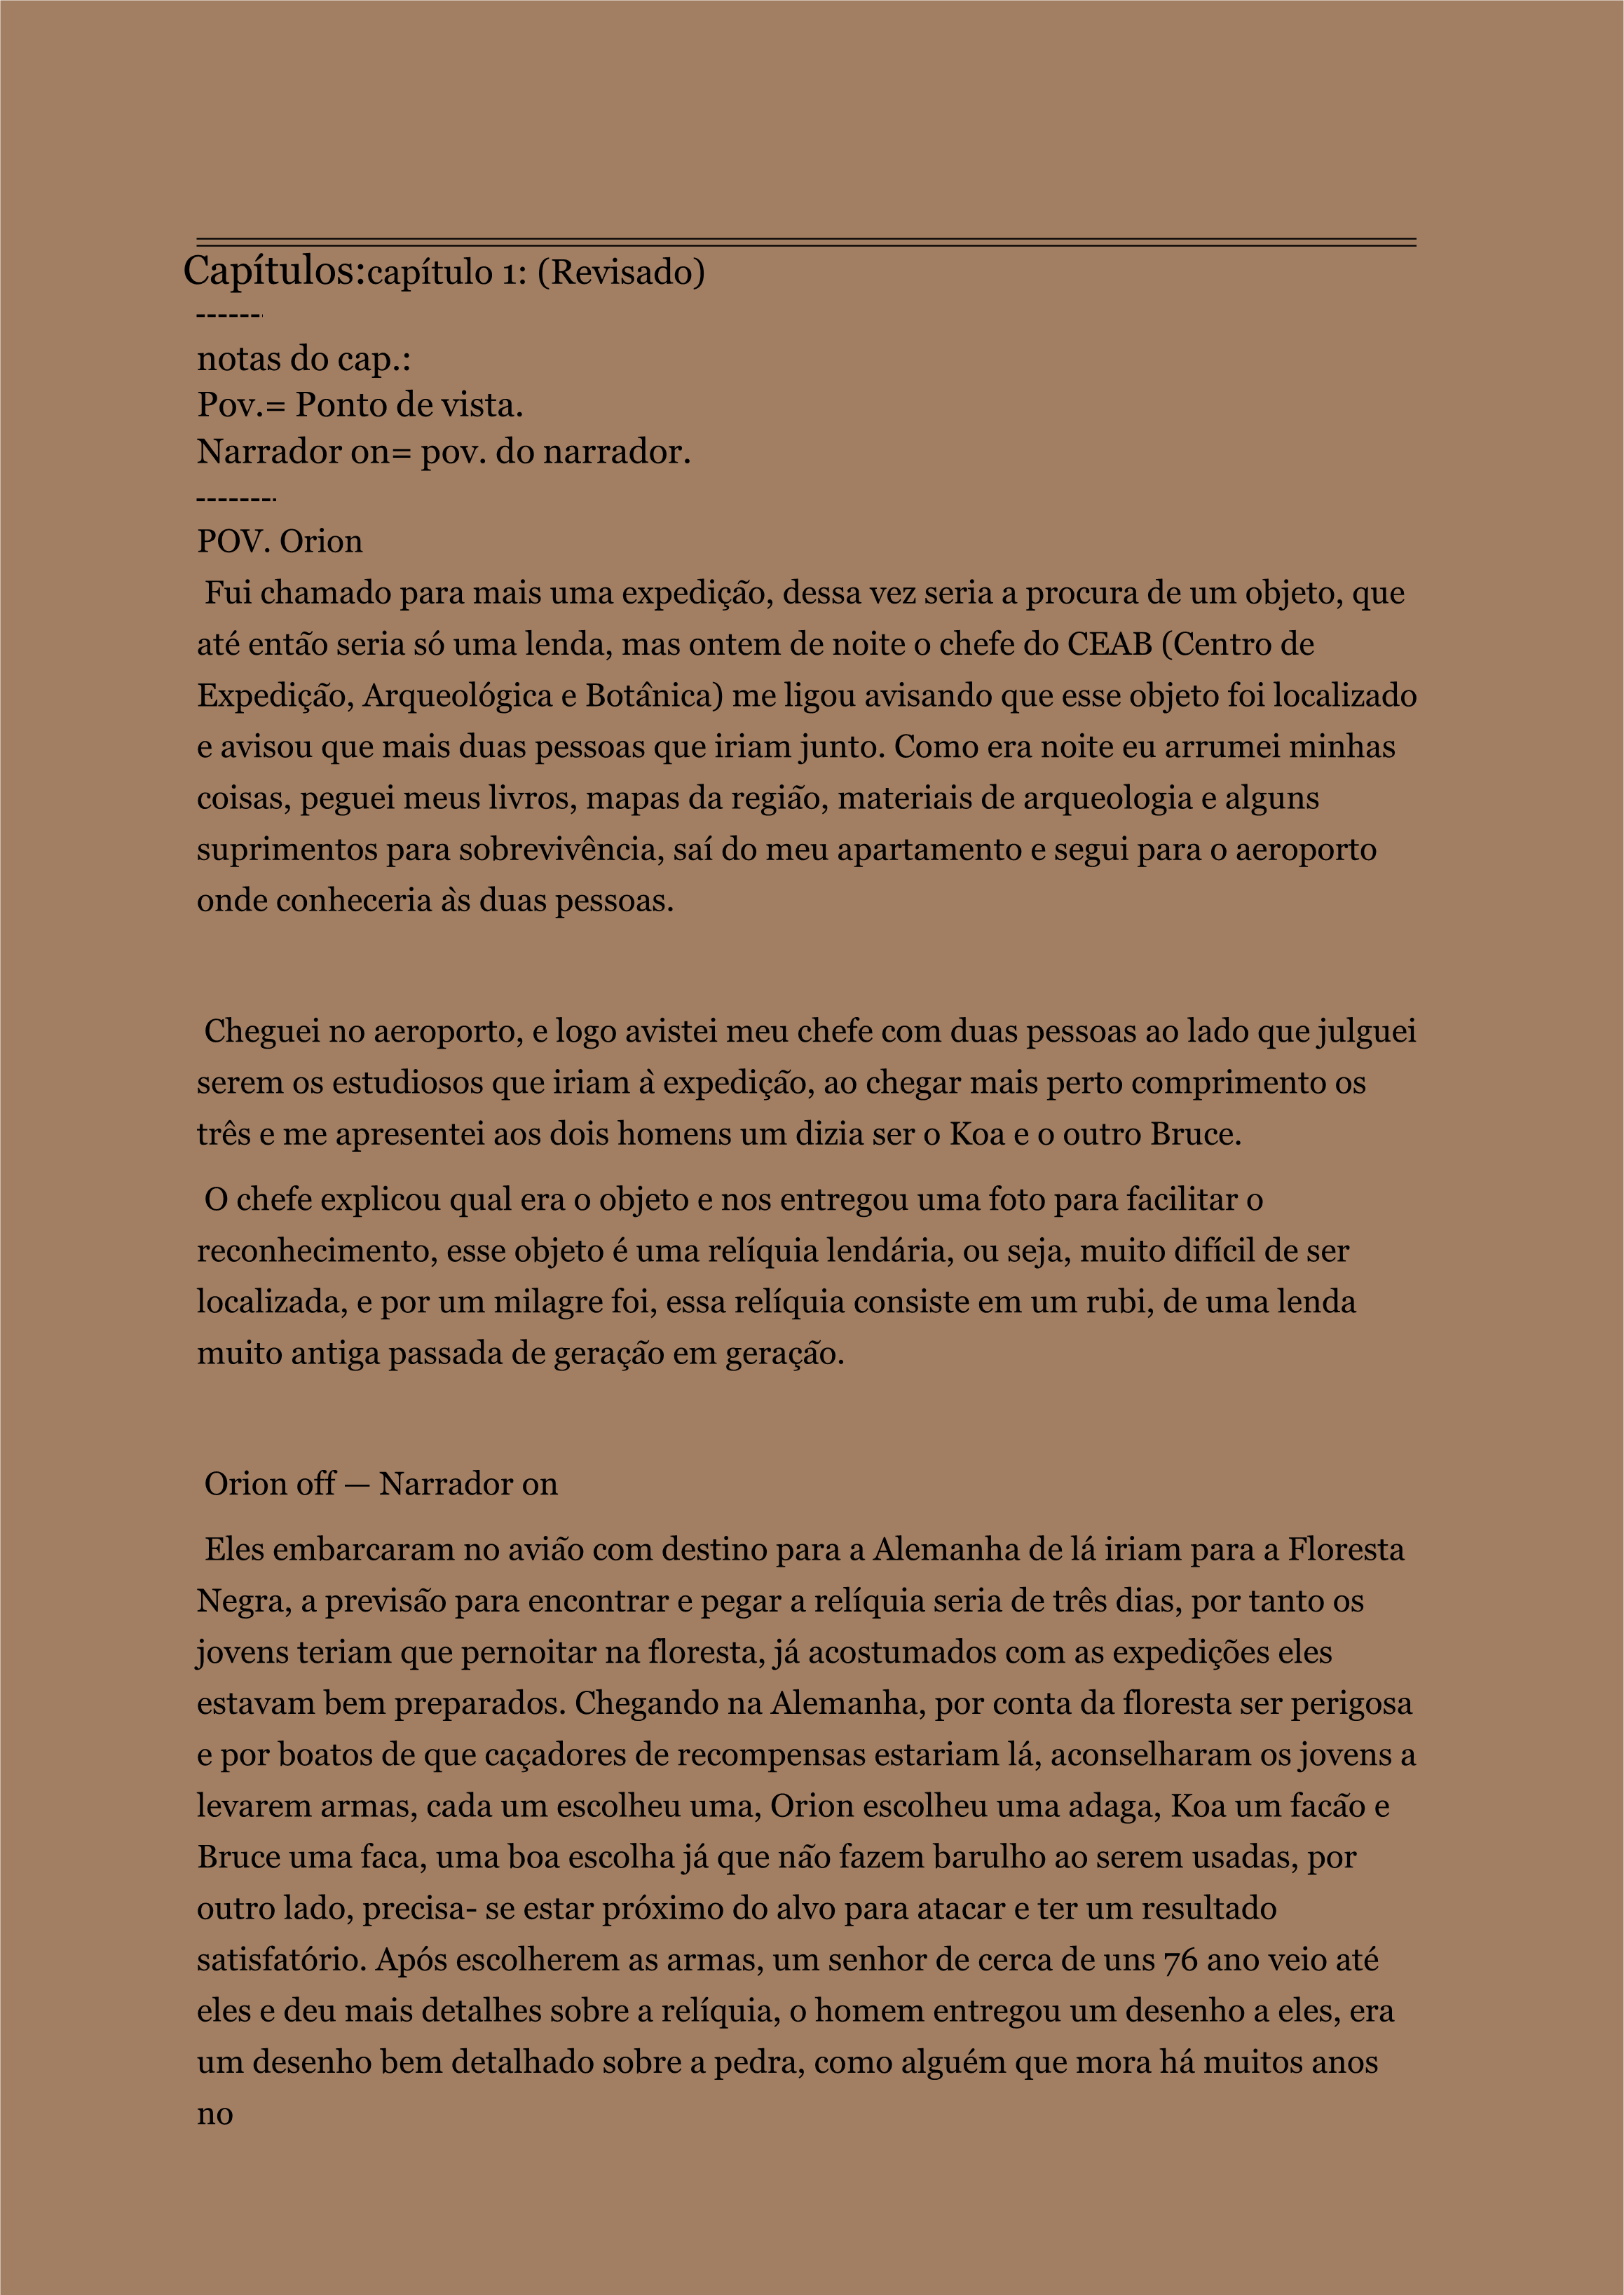 Capítulos:capítulo 1: (Revisado)
-------
notas do cap.:
Pov.= Ponto de vista.
Narrador on= pov. do narrador.
--------
POV. Orion
Fui chamado para mais uma expedição, dessa vez seria a procura de um objeto, que
até então seria só uma lenda, mas ontem de noite o chefe do CEAB (Centro de
Expedição, Arqueológica e Botânica) me ligou avisando que esse objeto foi localizado
e avisou que mais duas pessoas que iriam junto. Como era noite eu arrumei minhas
coisas, peguei meus livros, mapas da região, materiais de arqueologia e alguns
suprimentos para sobrevivência, saí do meu apartamento e segui para o aeroporto
onde conheceria às duas pessoas.
Cheguei no aeroporto, e logo avistei meu chefe com duas pessoas ao lado que julguei
serem os estudiosos que iriam à expedição, ao chegar mais perto comprimento os
três e me apresentei aos dois homens um dizia ser o Koa e o outro Bruce.
O chefe explicou qual era o objeto e nos entregou uma foto para facilitar o
reconhecimento, esse objeto é uma relíquia lendária, ou seja, muito difícil de ser
localizada, e por um milagre foi, essa relíquia consiste em um rubi, de uma lenda
muito antiga passada de geração em geração.
Orion off — Narrador on
Eles embarcaram no avião com destino para a Alemanha de lá iriam para a Floresta
Negra, a previsão para encontrar e pegar a relíquia seria de três dias, por tanto os
jovens teriam que pernoitar na floresta, já acostumados com as expedições eles
estavam bem preparados. Chegando na Alemanha, por conta da floresta ser perigosa
e por boatos de que caçadores de recompensas estariam lá, aconselharam os jovens a
levarem armas, cada um escolheu uma, Orion escolheu uma adaga, Koa um facão e
Bruce uma faca, uma boa escolha já que não fazem barulho ao serem usadas, por
outro lado, precisa- se estar próximo do alvo para atacar e ter um resultado
satisfatório. Após escolherem as armas, um senhor de cerca de uns 76 ano veio até
eles e deu mais detalhes sobre a relíquia, o homem entregou um desenho a eles, era
um desenho bem detalhado sobre a pedra, como alguém que mora há muitos anos
no